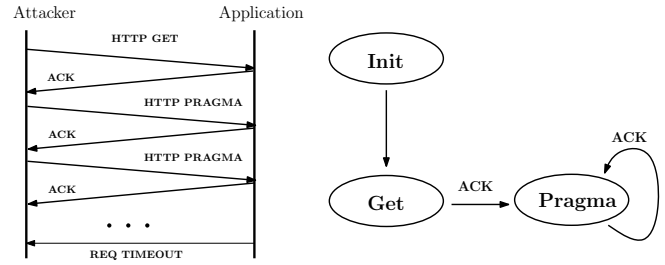 Attacker
Application
HTTP GET
ACK
HTTP PRAGMA
ACK
HTTP PRAGMA
ACK
. . .
REQ TIMEOUT
Init
Get
ACK
Pragma
ACK